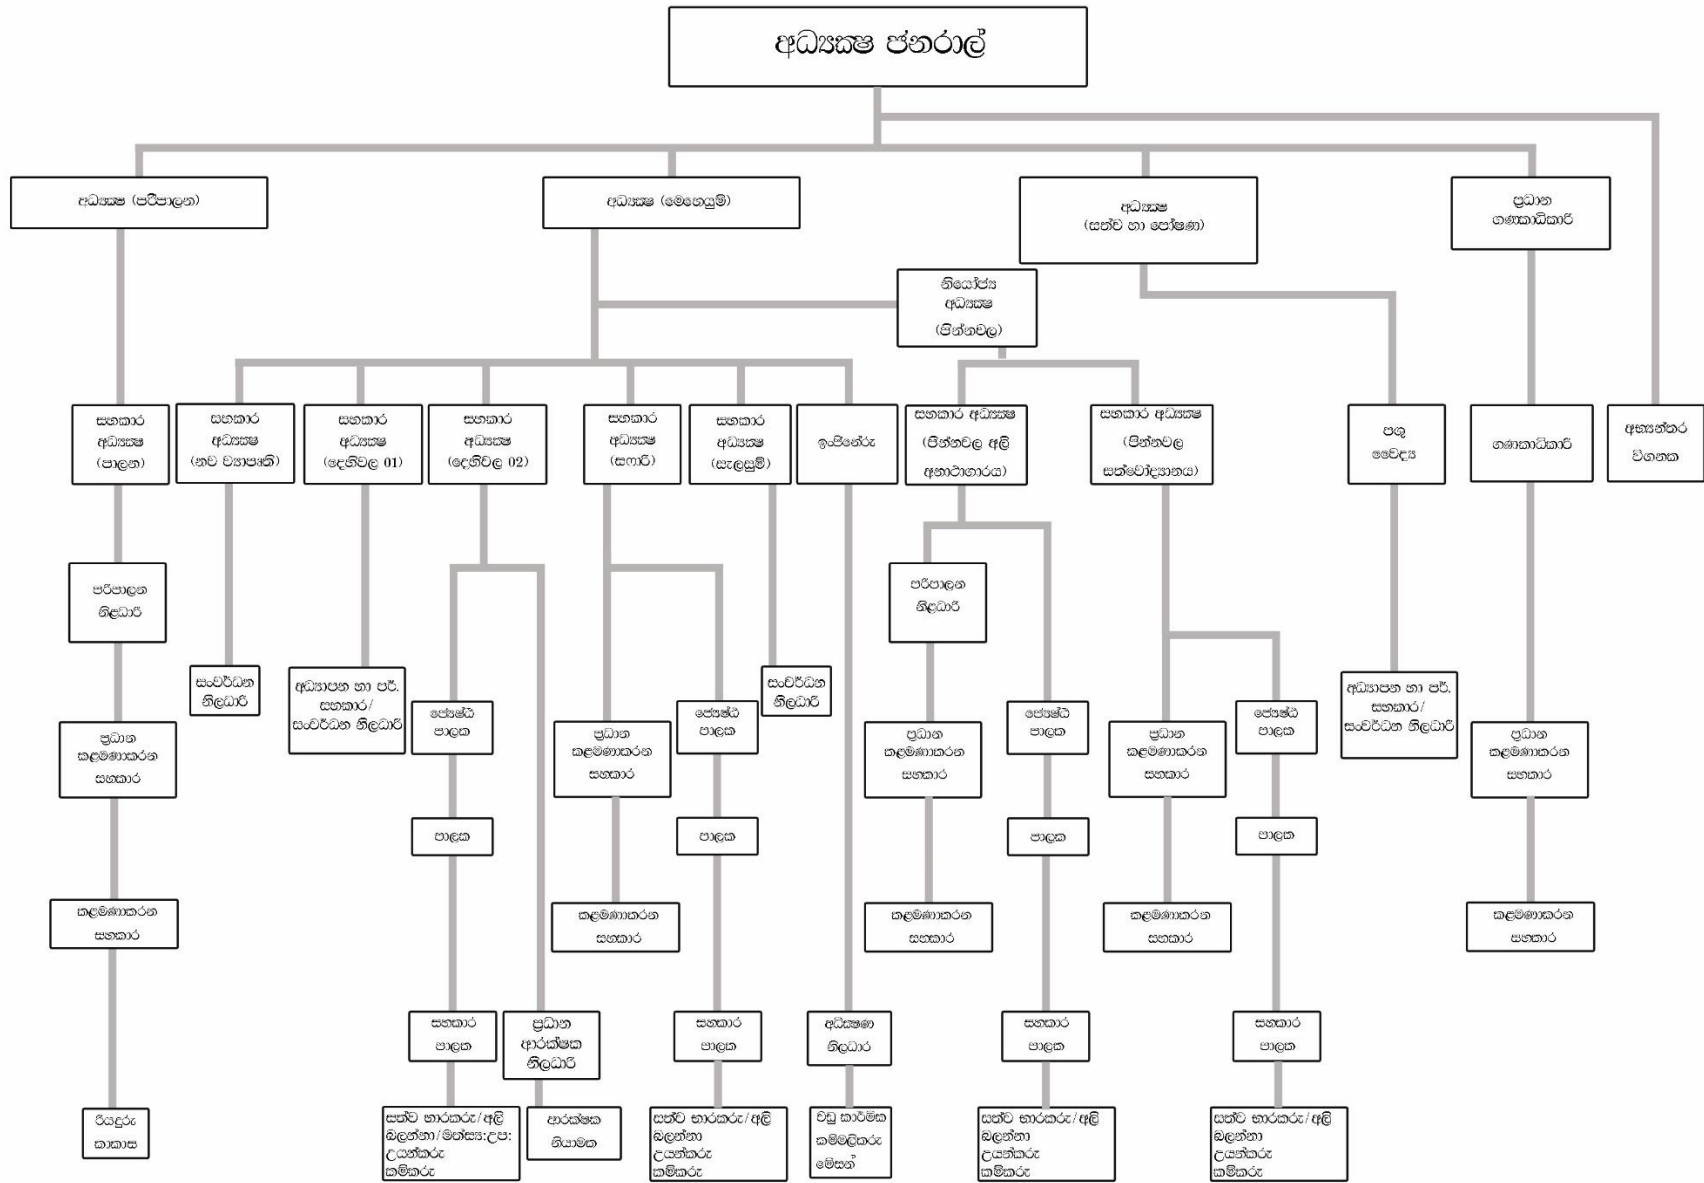 අධ්‍යක්ෂ ජනරාල්
අධ්‍යක්ෂ (පරිපාලන)
අධ්‍යක්ෂ (මෙහෙයුම්)
අධ්‍යක්ෂ
(සත්ව හා පෝෂණ)
ප්‍රධාන
ගණකාධිකාරි
නියෝජ්‍ය
අධ්‍යක්ෂ
(පින්නවල)
සහකාර
අධ්‍යක්ෂ
(පාලන)
සහකාර
අධ්‍යක්ෂ
(නව ව්‍යාපෘති)
සහකාර
අධ්‍යක්ෂ
(දෙහිවල 01)
සහකාර
අධ්‍යක්ෂ
(දෙහිවල 02)
සහකාර
අධ්‍යක්ෂ
(සෆාරි)
සහකාර
අධ්‍යක්ෂ
(සැලසුම්)
ඉංජිනේරු
සහකාර අධ්‍යක්ෂ
(පින්නවල අලි
අනාථාගාරය)
සහකාර අධ්‍යක්ෂ
(පින්නවල
සත්වෝද්‍යානය)
පශු
වෛද්‍ය
ගණකාධිකාරි
අභ්‍යන්තර
විගනක
පරිපාලන
නිළධාරි
පරිපාලන
නිළධාරි
සංවර්ධන
නිලධාරි
අධ්‍යාපන හා පර්.
සහකාර/
සංවර්ධන නිලධාරි
ජ්‍යෙෂ්ඨ
පාලක
ජ්‍යෙෂ්ඨ
පාලක
සංවර්ධන
නිලධාරි
ජ්‍යෙෂ්ඨ
පාලක
ජ්‍යෙෂ්ඨ
පාලක
අධ්‍යාපන හා පර්.
සහකාර/
සංවර්ධන නිලධාරි
ප්‍රධාන
කළමණාකරන
සහකාර
ප්‍රධාන
කළමණාකරන
සහකාර
ප්‍රධාන
කළමණාකරන
සහකාර
ප්‍රධාන
කළමණාකරන
සහකාර
ප්‍රධාන
කළමණාකරන
සහකාර
පාලක
පාලක
පාලක
පාලක
කළමණාකරන
සහකාර
කළමණාකරන
සහකාර
කළමණාකරන
සහකාර
කළමණාකරන
සහකාර
කළමණාකරන
සහකාර
සහකාර
පාලක
ප්‍රධාන
ආරක්ෂක
නිලධාරි
සහකාර
පාලක
අධීක්ෂණ
නිලධාර
සහකාර
පාලක
සහකාර
පාලක
රියදුරු
කාකාස
සත්ව භාරකරු/අලි
බලන්නා/මත්ස්‍ය:උප:
උයන්කරු
කම්කරු
ආරක්ෂක
නියාමක
සත්ව භාරකරු/අලි
බලන්නා
උයන්කරු
කම්කරු
වඩු කාර්මික
කම්මල්කරු
මේසන්
සත්ව භාරකරු/අලි
බලන්නා
උයන්කරු
කම්කරු
සත්ව භාරකරු/අලි
බලන්නා
උයන්කරු
කම්කරු